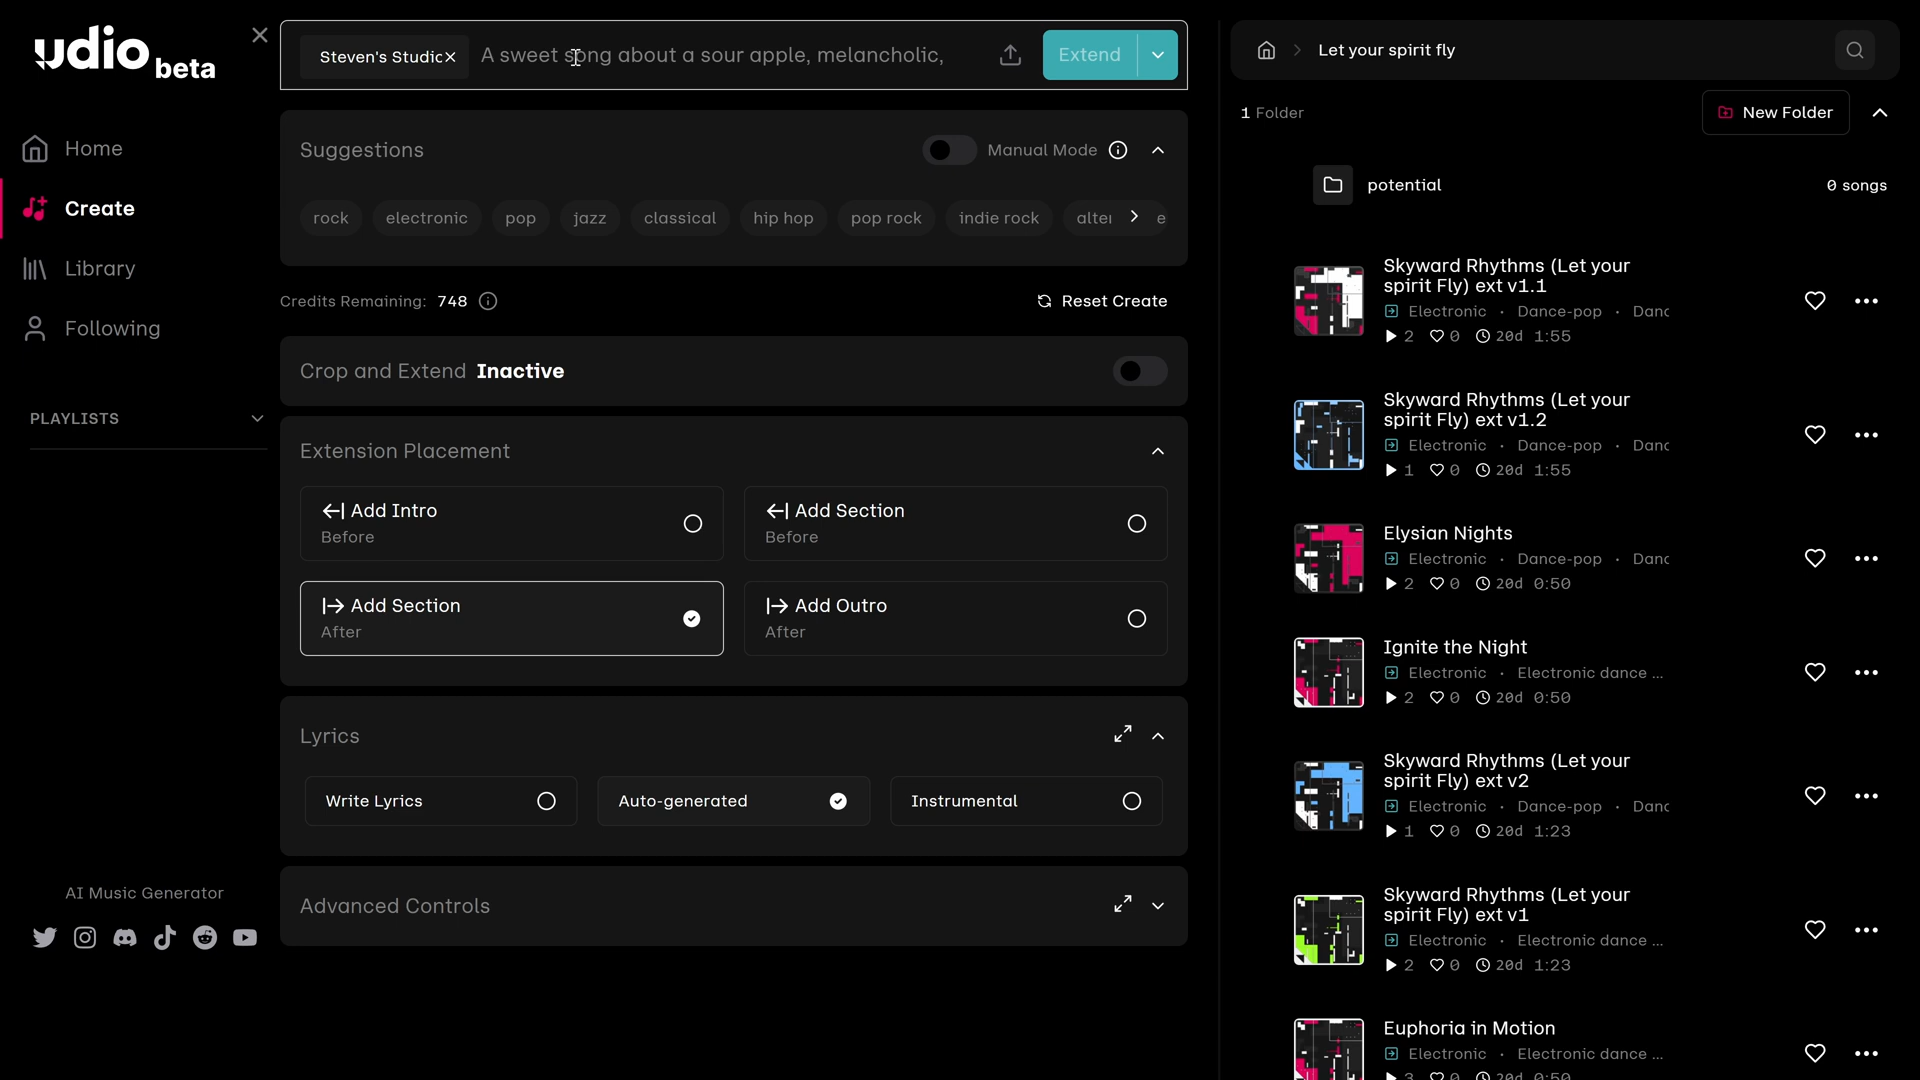 udio beta
Home
Create
Library
Following
PLAYLISTS
AI Music Generator
Steven's Studic
A sweet song about a sour apple, melancholic,
Extend
Suggestions
Manual Mode
rock
electronic
pop
jazz
classical
hip hop
pop rock
indie rock
alter
e
Credits Remaining: 748
Reset Create
Crop and Extend Inactive
Extension Placement
Add Intro
Before
Add Section
Before
Add Section
After
Add Outro
After
Lyrics
Write Lyrics
Auto-generated
Instrumental
Advanced Controls
Let your spirit fly
1 Folder
New Folder
potential
0 songs
Skyward Rhythms (Let your
spirit Fly) ext v1.1
Electronic • Dance-pop • Danc
2 0 20d 1:55
Skyward Rhythms (Let your
spirit Fly) ext v1.2
Electronic • Dance-pop • Danc
1 0 20d 1:55
Elysian Nights
Electronic • Dance-pop • Danc
2 0 20d 0:50
Ignite the Night
Electronic • Electronic dance ...
2 0 20d 0:50
Skyward Rhythms (Let your
spirit Fly) ext v2
Electronic • Dance-pop • Danc
1 0 20d 1:23
Skyward Rhythms (Let your
spirit Fly) ext v1
Electronic • Electronic dance ...
2 0 20d 1:23
Euphoria in Motion
Electronic • Electronic dance ...
3 0 20d 0:50